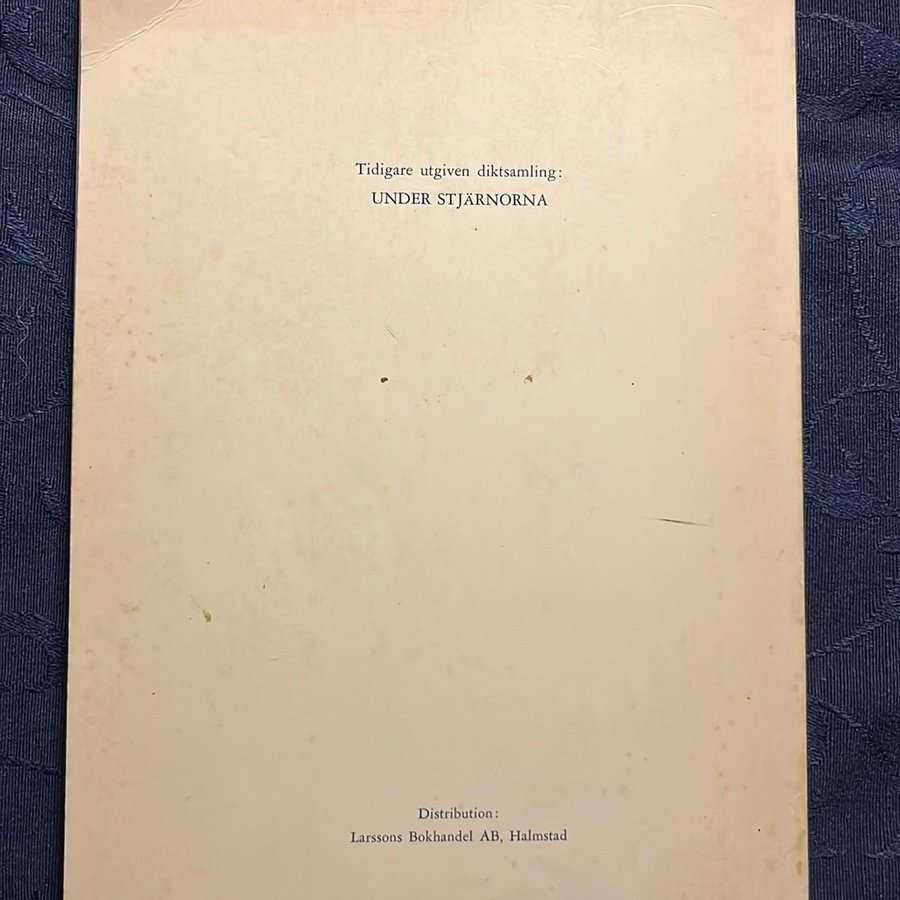 Tidigare utgiven diktsamling:
UNDER STJÄRNORNA
Distribution:
Larssons Bokhandel AB, Halmstad